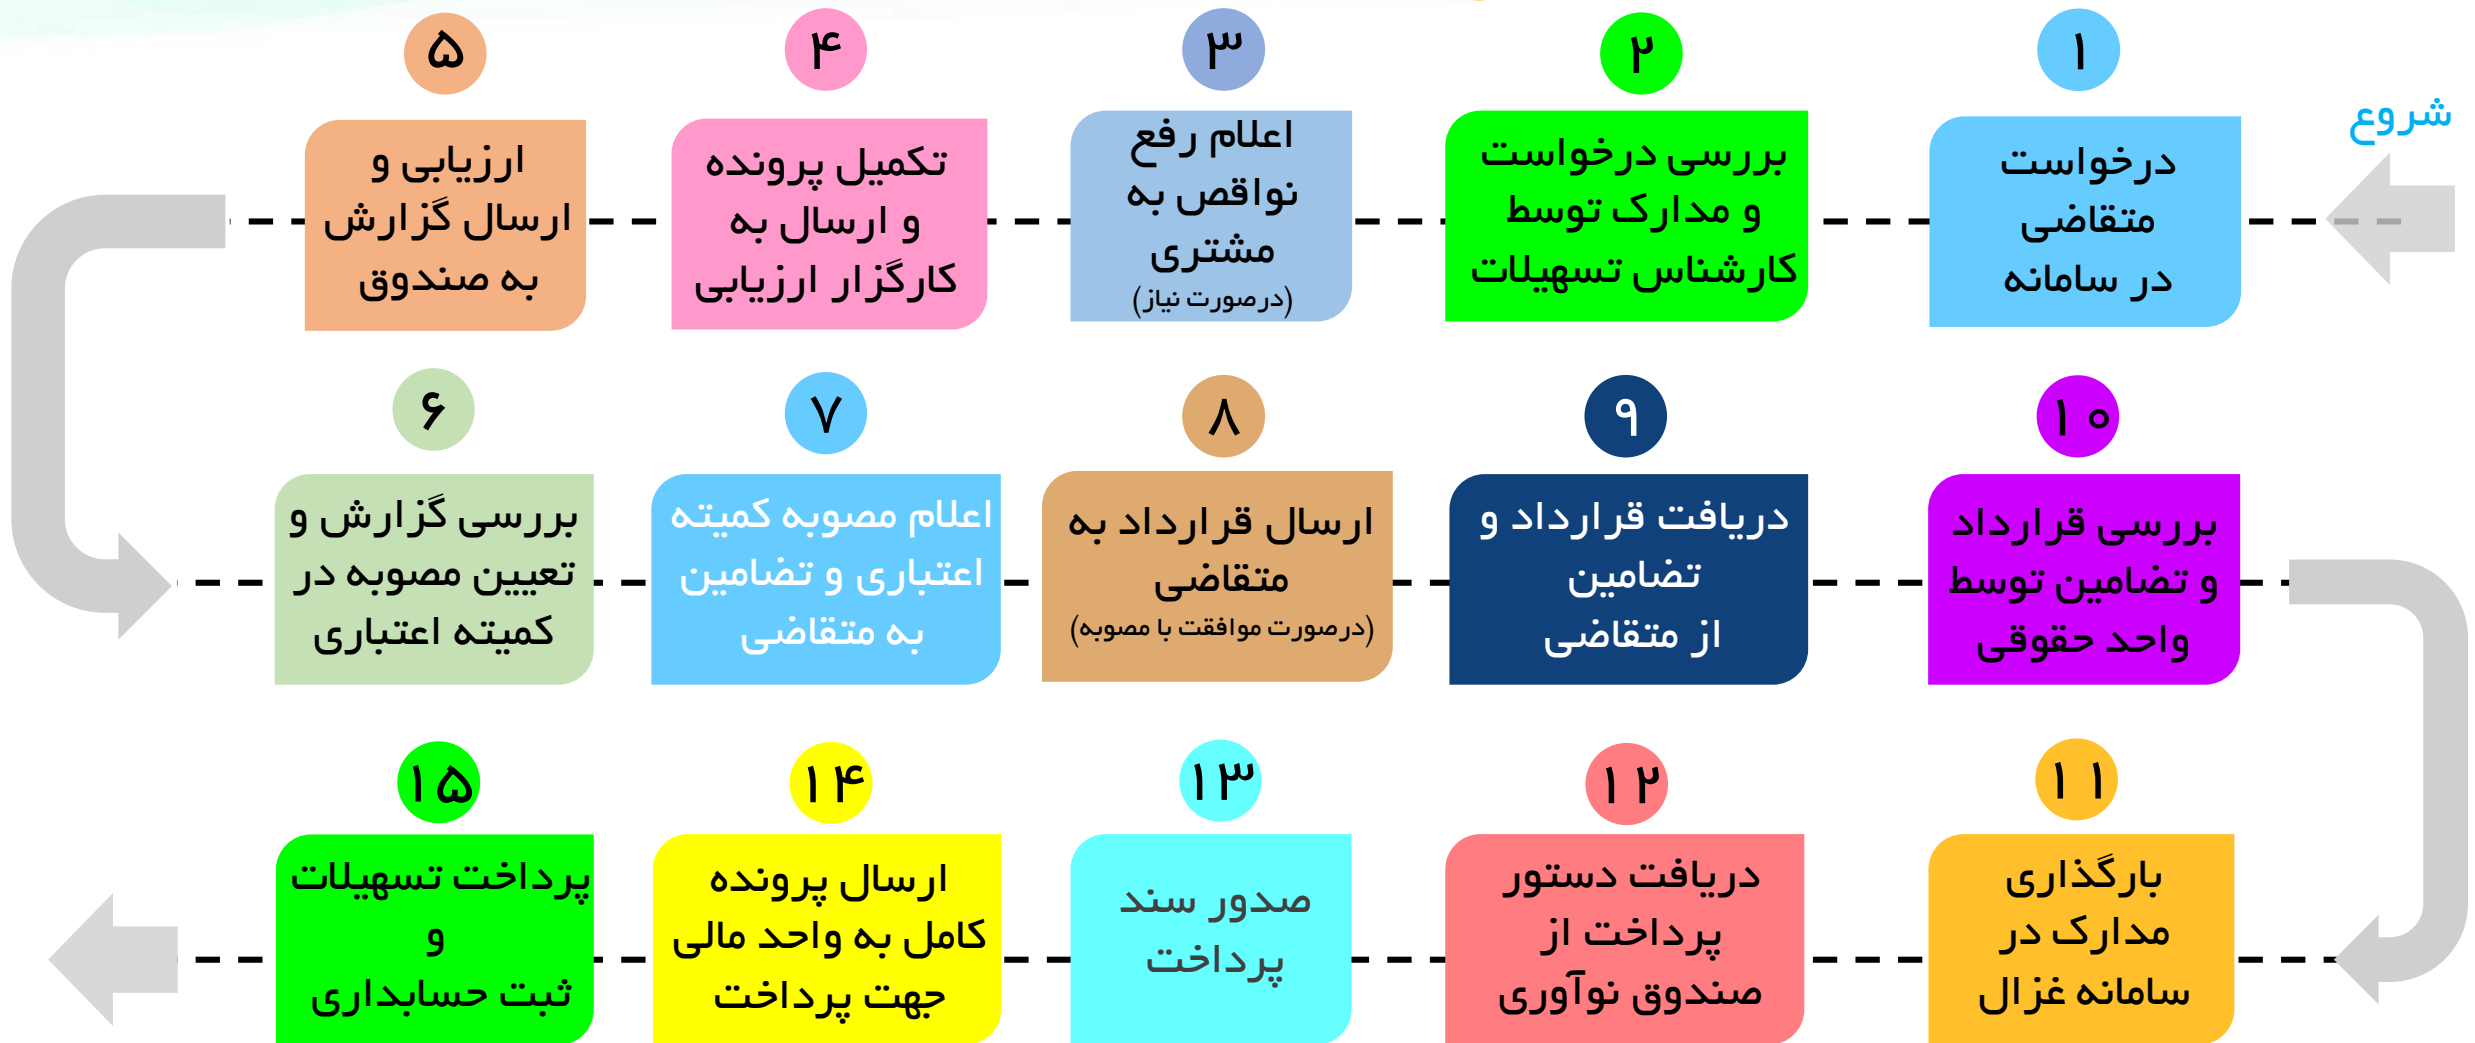 شروع
۱
درخواست
متقاضی
در سامانه
۲
بررسی درخواست
و مدارک توسط
کارشناس تسهیلات
۳
اعلام رفع
نواقص به
مشتری
(درصورت نیاز)
۴
تکمیل پرونده
و ارسال به
کارگزار ارزیابی
۵
ارزیابی و
ارسال گزارش
به صندوق
۶
بررسی گزارش و
تعیین مصوبه در
کمیته اعتباری
۷
اعلام مصوبه کمیته
اعتباری و تضامین
به متقاضی
۸
ارسال قرارداد به
متقاضی
(درصورت موافقت با مصوبه)
۹
دریافت قرارداد و
تضامین
از متقاضی
۱۰
بررسی قرارداد
و تضامین توسط
واحد حقوقی
۱۱
بارگذاری
مدارک در
سامانه غزال
۱۲
دریافت دستور
پرداخت از
صندوق نوآوری
۱۳
صدور سند
پرداخت
۱۴
ارسال پرونده
کامل به واحد مالی
جهت پرداخت
۱۵
پرداخت تسهیلات
و
ثبت حسابداری